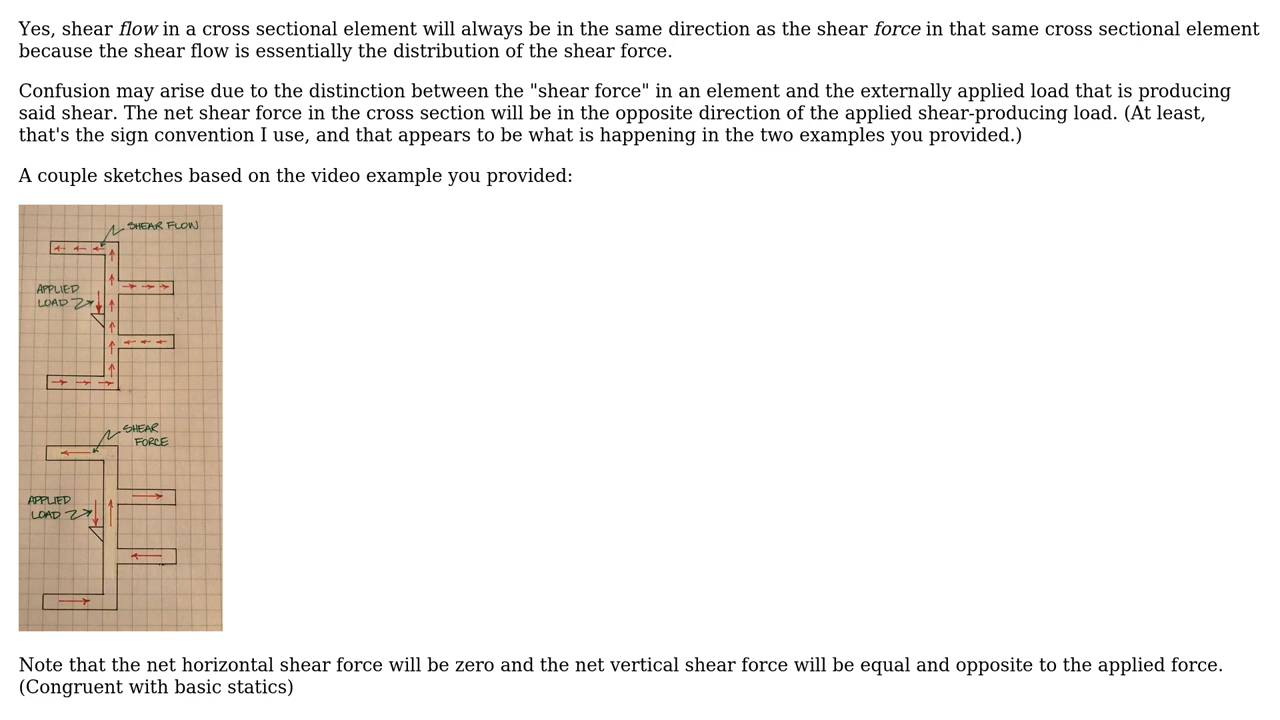 Yes, shear flow in a cross sectional element will always be in the same direction as the shear force in that same cross sectional element
because the shear flow is essentially the distribution of the shear force.
Confusion may arise due to the distinction between the "shear force" in an element and the externally applied load that is producing
said shear. The net shear force in the cross section will be in the opposite direction of the applied shear-producing load. (At least,
that's the sign convention I use, and that appears to be what is happening in the two examples you provided.)
A couple sketches based on the video example you provided:
SHEAR FLOW
APPLIED
LOAD
SHEAR
FORCE
APPLIED
LOAD
Note that the net horizontal shear force will be zero and the net vertical shear force will be equal and opposite to the applied force.
(Congruent with basic statics)